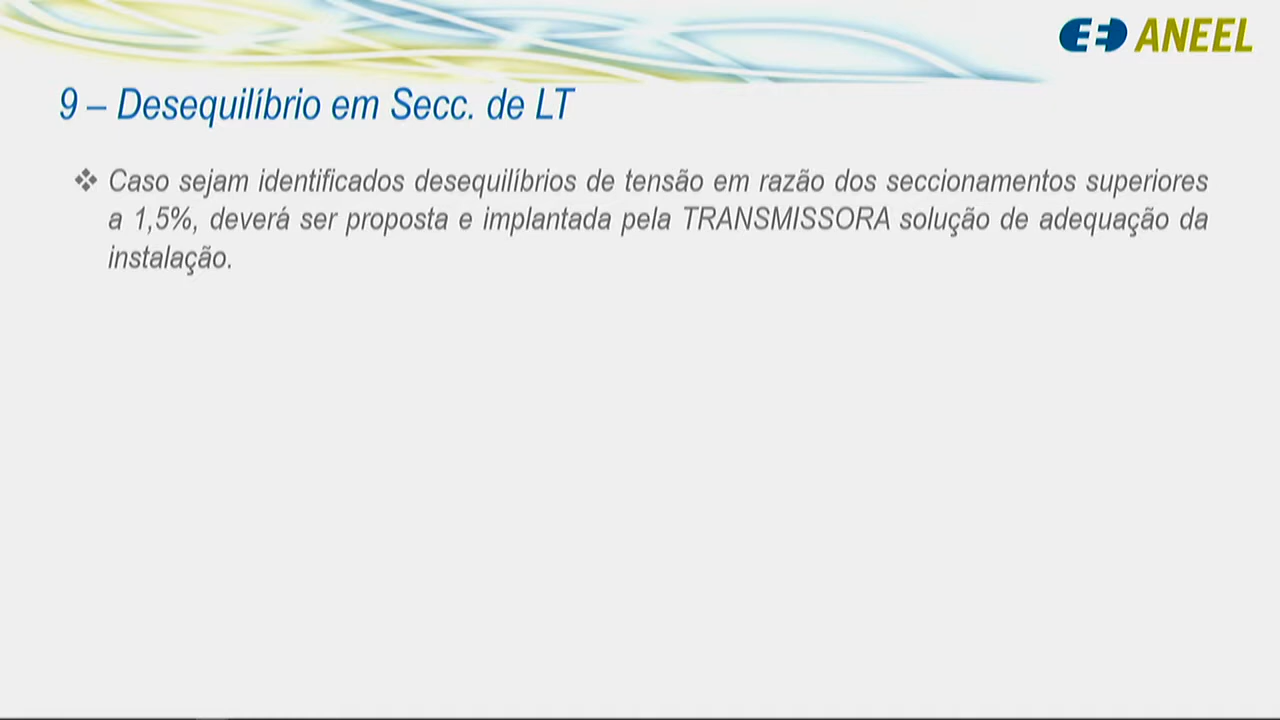 ANEEL
9 – Desequilíbrio em Secc. de LT
❖ Caso sejam identificados desequilíbrios de tensão em razão dos seccionamentos superiores
a 1,5%, deverá ser proposta e implantada pela TRANSMISSORA solução de adequação da
instalação.